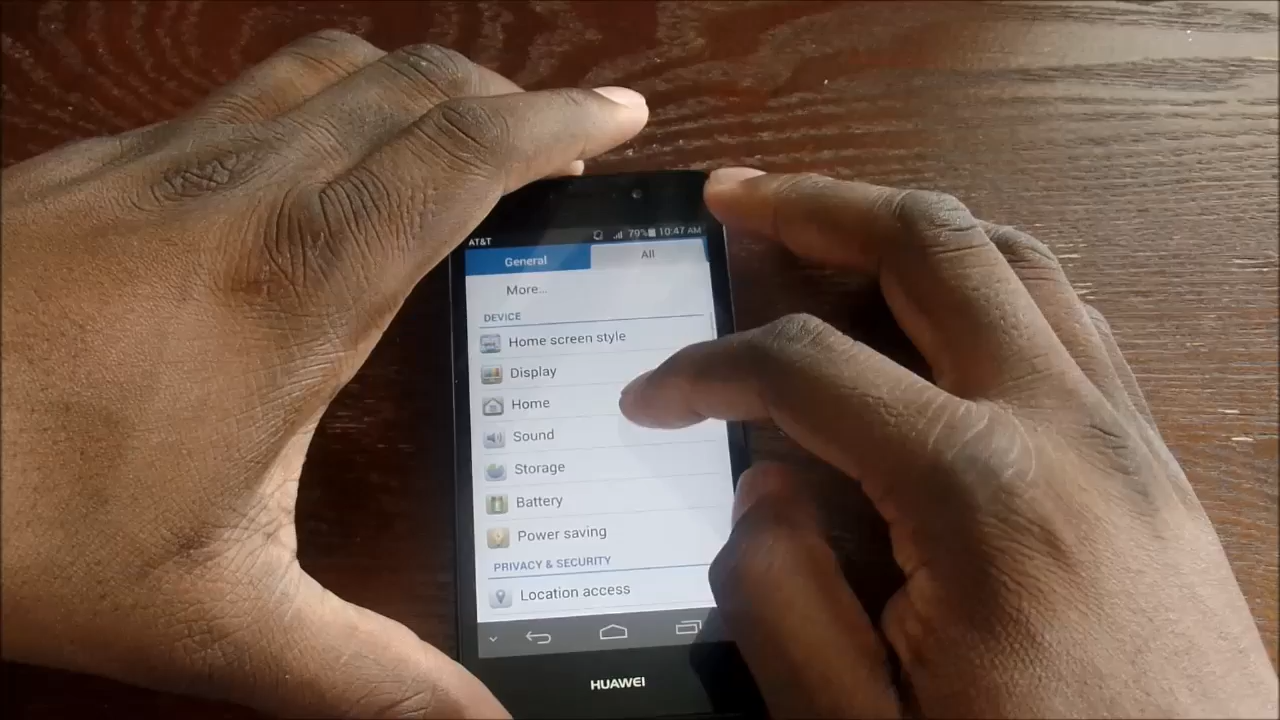 AT&T 79% 10:47 AM
General All
More...
DEVICE
Home screen style
Display
Home
Sound
Storage
Battery
Power saving
PRIVACY & SECURITY
Location access
HUAWEI